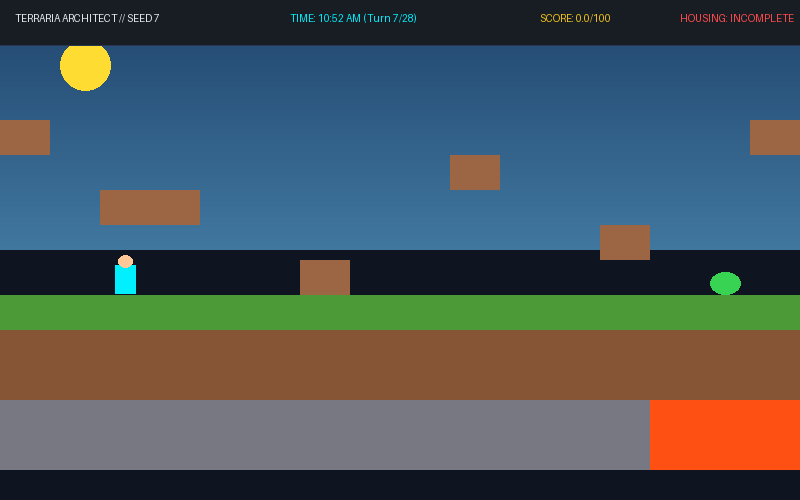 TERRARIA ARCHITECT // SEED 7
TIME: 10:52 AM (Turn 7/28)
SCORE: 0.0/100
HOUSING: INCOMPLETE